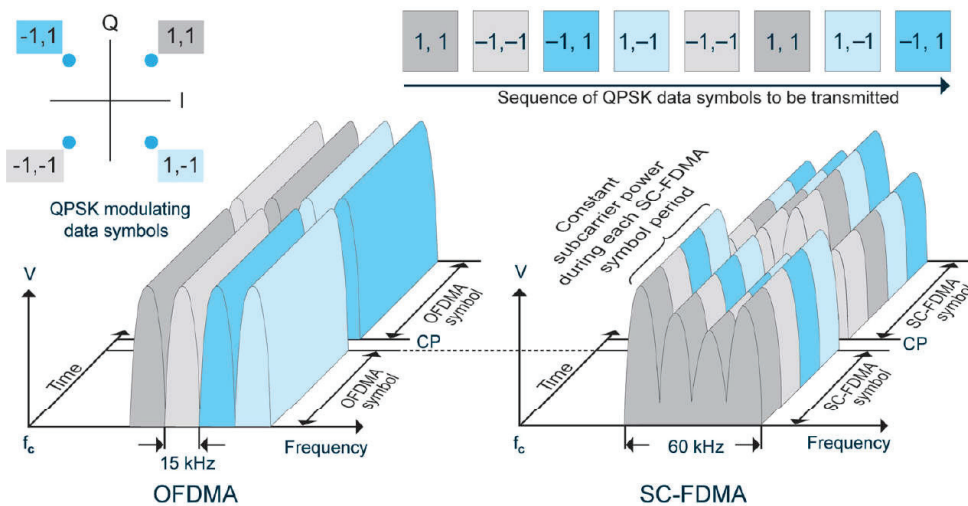 Q
-1,1
1,1
I
-1,-1
1,-1
QPSK modulating
data symbols
1, 1
–1,–1
–1, 1
1,–1
–1,–1
1, 1
1,–1
–1, 1
Sequence of QPSK data symbols to be transmitted
V
Time
fc
OFDMA
symbol
CP
OFDMA
symbol
Frequency
15 kHz
OFDMA
Constant
subcarrier power
during each SC-FDMA
symbol period
V
Time
fc
SC-FDMA
symbol
CP
SC-FDMA
symbol
Frequency
60 kHz
SC-FDMA